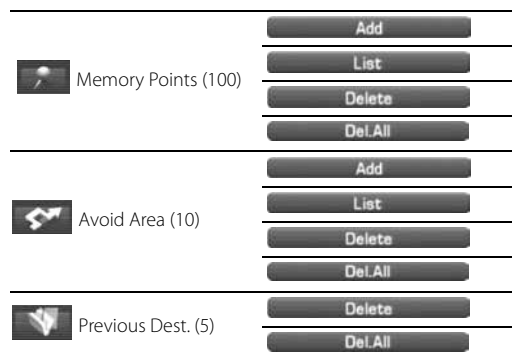 Memory Points (100)
Add
List
Delete
Del.All
Avoid Area (10)
Add
List
Delete
Del.All
Previous Dest. (5)
Delete
Del.All